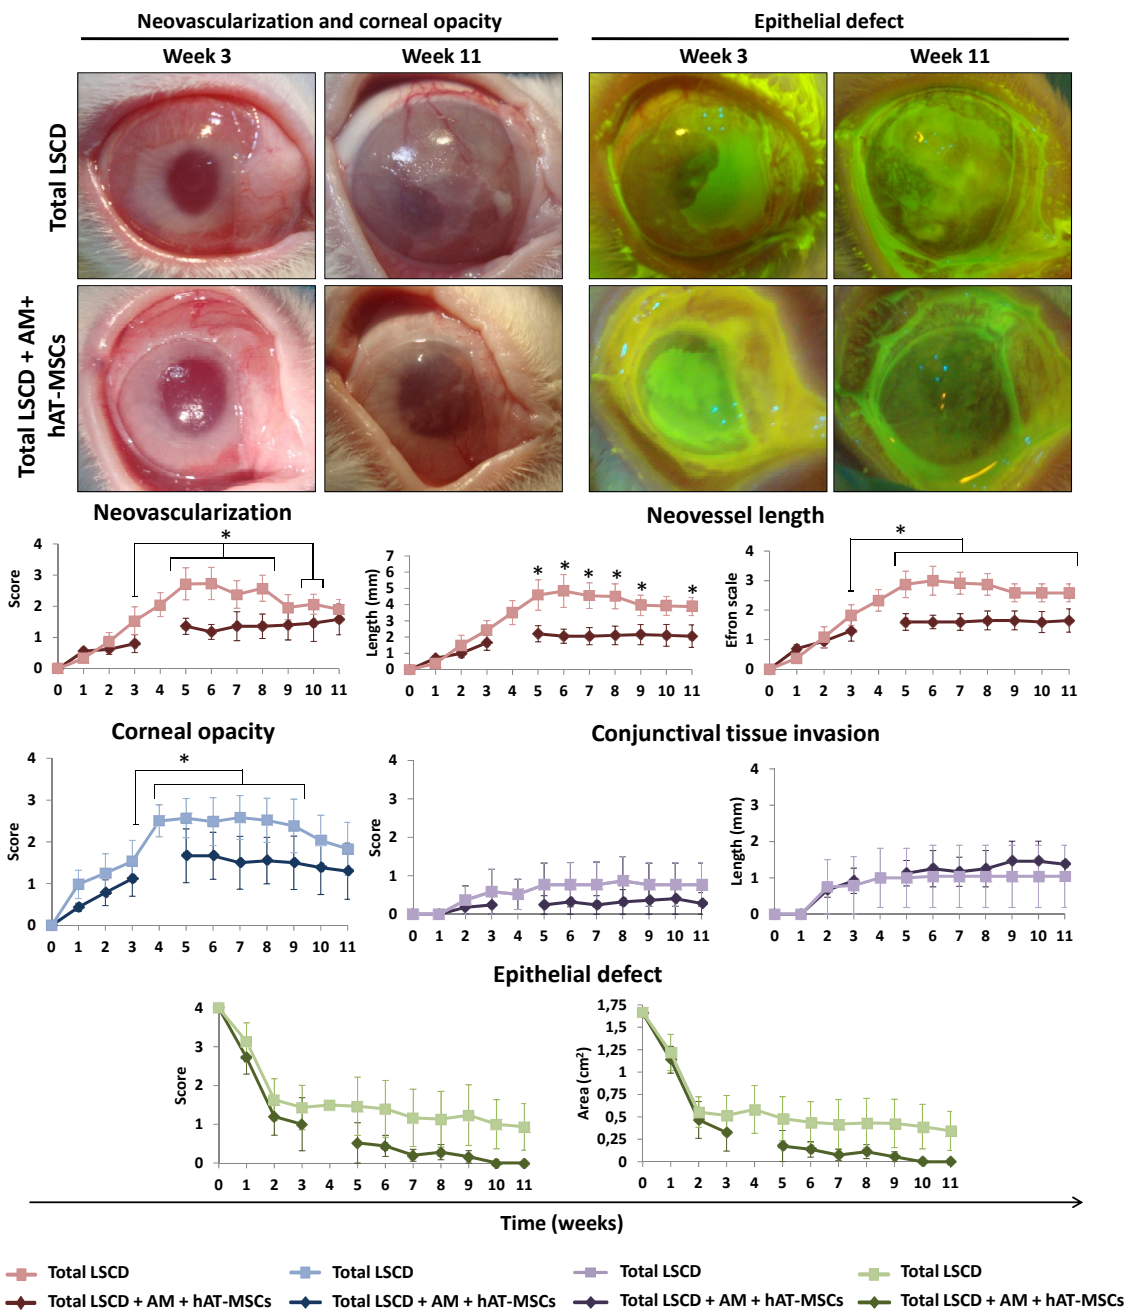 Neovascularization and corneal opacity
Epithelial defect
Week 3
Week 11
Week 3
Week 11
Total LSCD
Total LSCD + AM+
hAT-MSCs
Neovascularization
Neovessel length
Score
4
3
2
1
0
*
0 1 2 3 4 5 6 7 8 9 10 11
Length (mm)
7
6
5
4
3
2
1
0
* * * * * *
0 1 2 3 4 5 6 7 8 9 10 11
Efron scale
4
3
2
1
0
*
0 1 2 3 4 5 6 7 8 9 10 11
Corneal opacity
Conjunctival tissue invasion
Score
4
3
2
1
0
*
0 1 2 3 4 5 6 7 8 9 10 11
Score
4
3
2
1
0
0 1 2 3 4 5 6 7 8 9 10 11
Length (mm)
4
3
2
1
0
0 1 2 3 4 5 6 7 8 9 10 11
Epithelial defect
Score
4
3
2
1
0
0 1 2 3 4 5 6 7 8 9 10 11
Area (cm²)
1,75
1,5
1,25
1
0,75
0,5
0,25
0
0 1 2 3 4 5 6 7 8 9 10 11
Time (weeks)
Total LSCD
Total LSCD
Total LSCD
Total LSCD
Total LSCD + AM + hAT-MSCs
Total LSCD + AM + hAT-MSCs
Total LSCD + AM + hAT-MSCs
Total LSCD + AM + hAT-MSCs